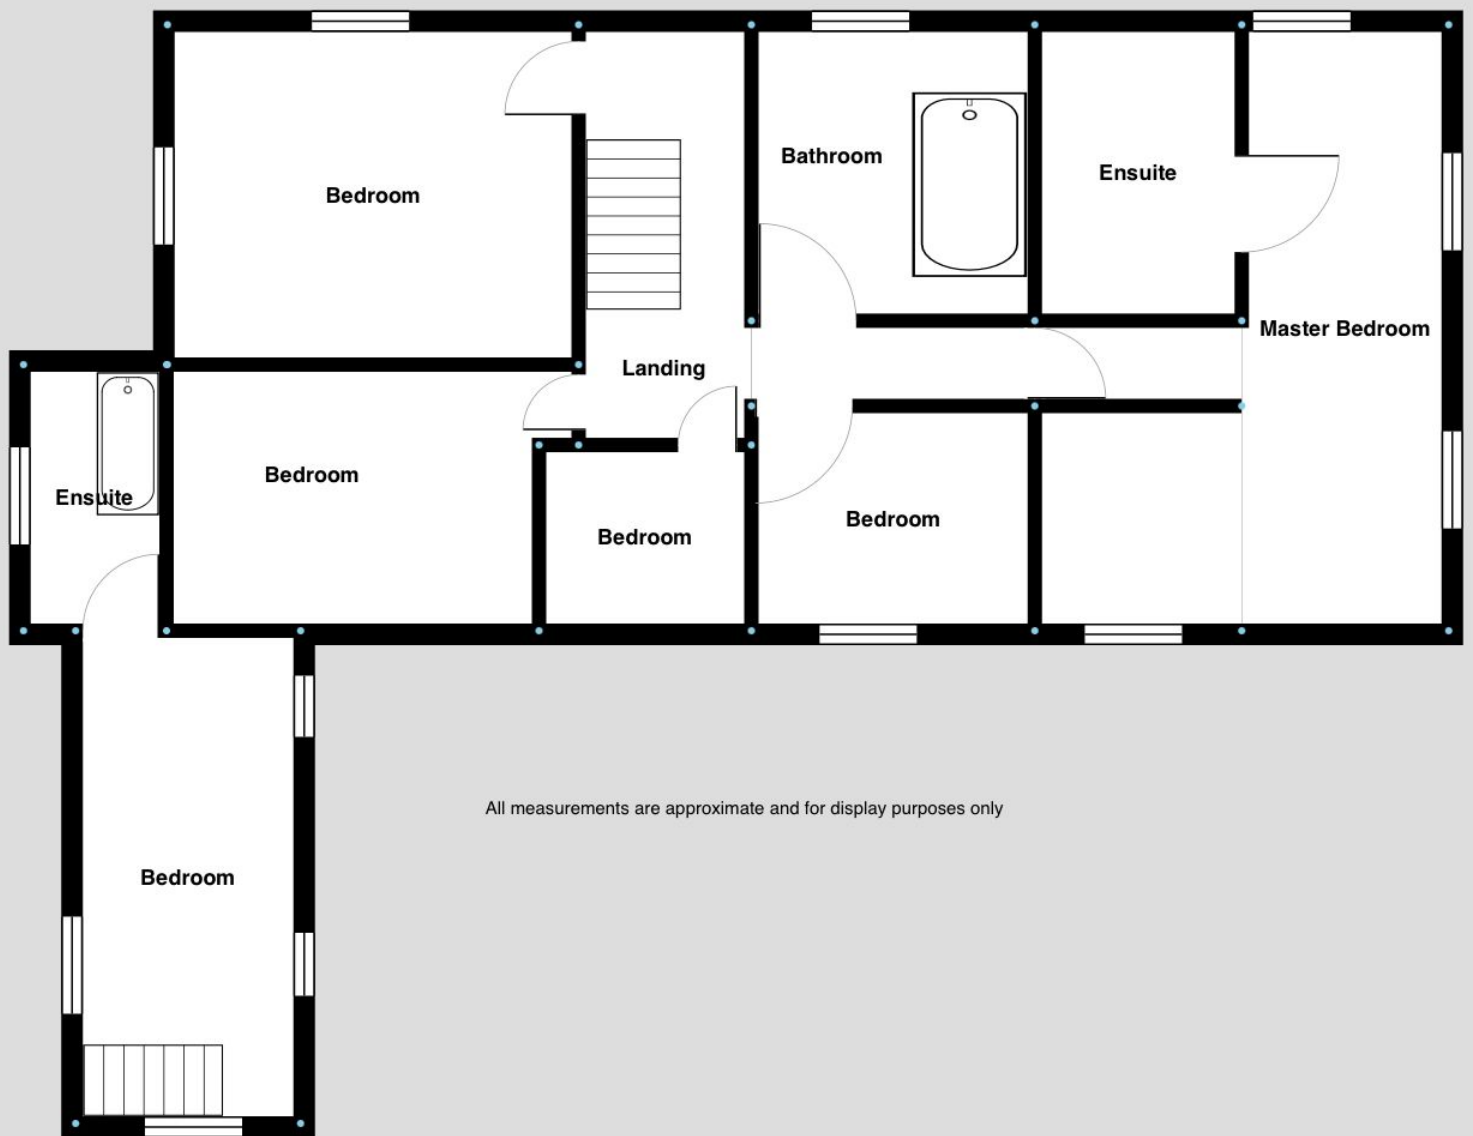 Bathroom
Ensuite
Bedroom
Master Bedroom
Landing
Bedroom
Ensuite
Bedroom
Bedroom
All measurements are approximate and for display purposes only
Bedroom